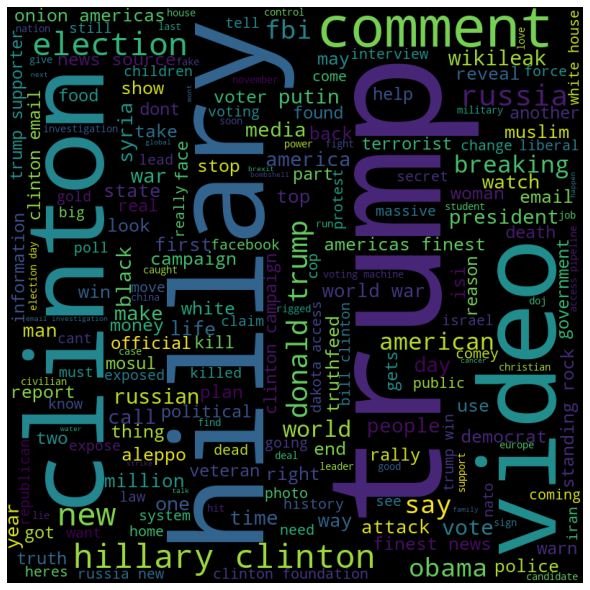 onion americas
house
control
last
still
tell
fbi
comment
love
nation
election
may
interview
force
white house
give
next
news source
children
come
wikileak
reveal
trump supporter
fake
november
food
show
dont
voter putin
help
russia
another
investigation
take
voting
found
military
clinton email
syria
soon
media
back
muslim
global
power
fight
terrorist
change liberal
lead
face
brexit
bombshell
america
secret
breaking
war
stop
part
watch
gold
state
really
protest
woman
email
big
real
top
massive
student
president
job
look
first
facebook
run
death
information
poll
black
campaign
caught
americas finest
cop
voting machine
isi
reason
government
access pipeline
election day
win
move
china
white
claim
rigged
world war
israel
doj
email investigation
make
money
life
donald trump
dakota access
bill clinton
comey
clinton
hillary
trump
video
man
cant
case
official
kill
truthfeed
american
gets
cancer
christian
report
civilian
must
mosul
exposed
killed
clinton campaign
day
public
standing rock
know
russian
plan
people
use
call
political
find
world
democrat
two
expose
water
thing
going
deal
end
rally
trump win
europe
republican
aleppo
dead
veteran
right
leader
good
support
nato
coming
million
strike
law
one
photo
history
see
say
iran
new
lie
talk
hit
time
need
way
attack
family
vote
sign
warn
year
got
want
system
home
finest news
truth
heres
russia new
hillary clinton
clinton foundation
obama
police
candidate